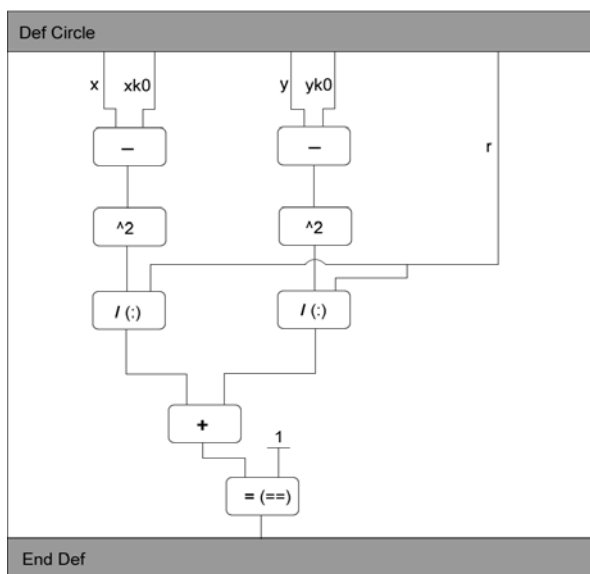 Def Circle
x xk0 y yk0
r
– –
^2 ^2
/ (:) / (:)
+
1
= (==)
End Def